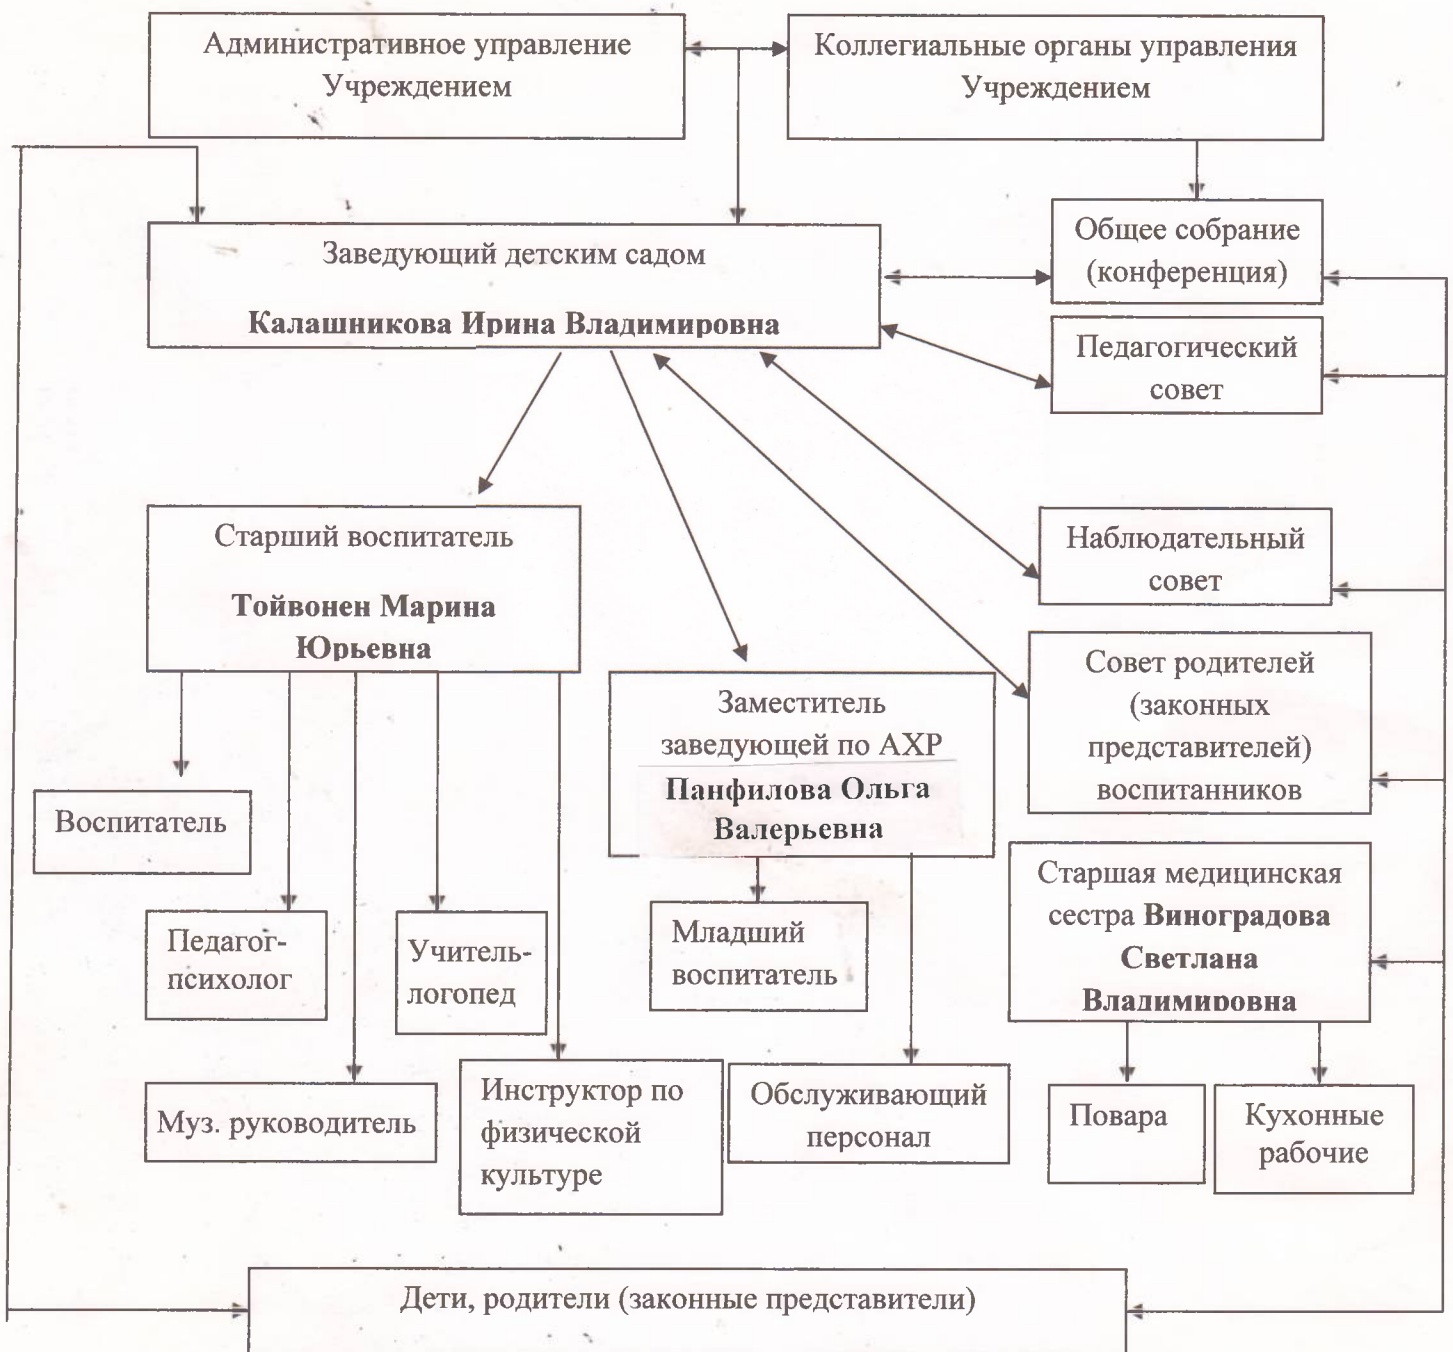 Административное управление
Учреждением
Коллегиальные органы управления
Учреждением
Заведующий детским садом
Калашникова Ирина Владимировна
Общее собрание
(конференция)
Педагогический
совет
Старший воспитатель
Тойвонен Марина
Юрьевна
Наблюдательный
совет
Заместитель
заведующей по АХР
Панфилова Ольга
Валерьевна
Совет родителей
(законных
представителей)
воспитанников
Воспитатель
Старшая медицинская
сестра Виноградова
Светлана
Владимировна
Педагог-
психолог
Учитель-
логопед
Младший
воспитатель
Муз. руководитель
Инструктор по
физической
культуре
Обслуживающий
персонал
Повара
Кухонные
рабочие
Дети, родители (законные представители)